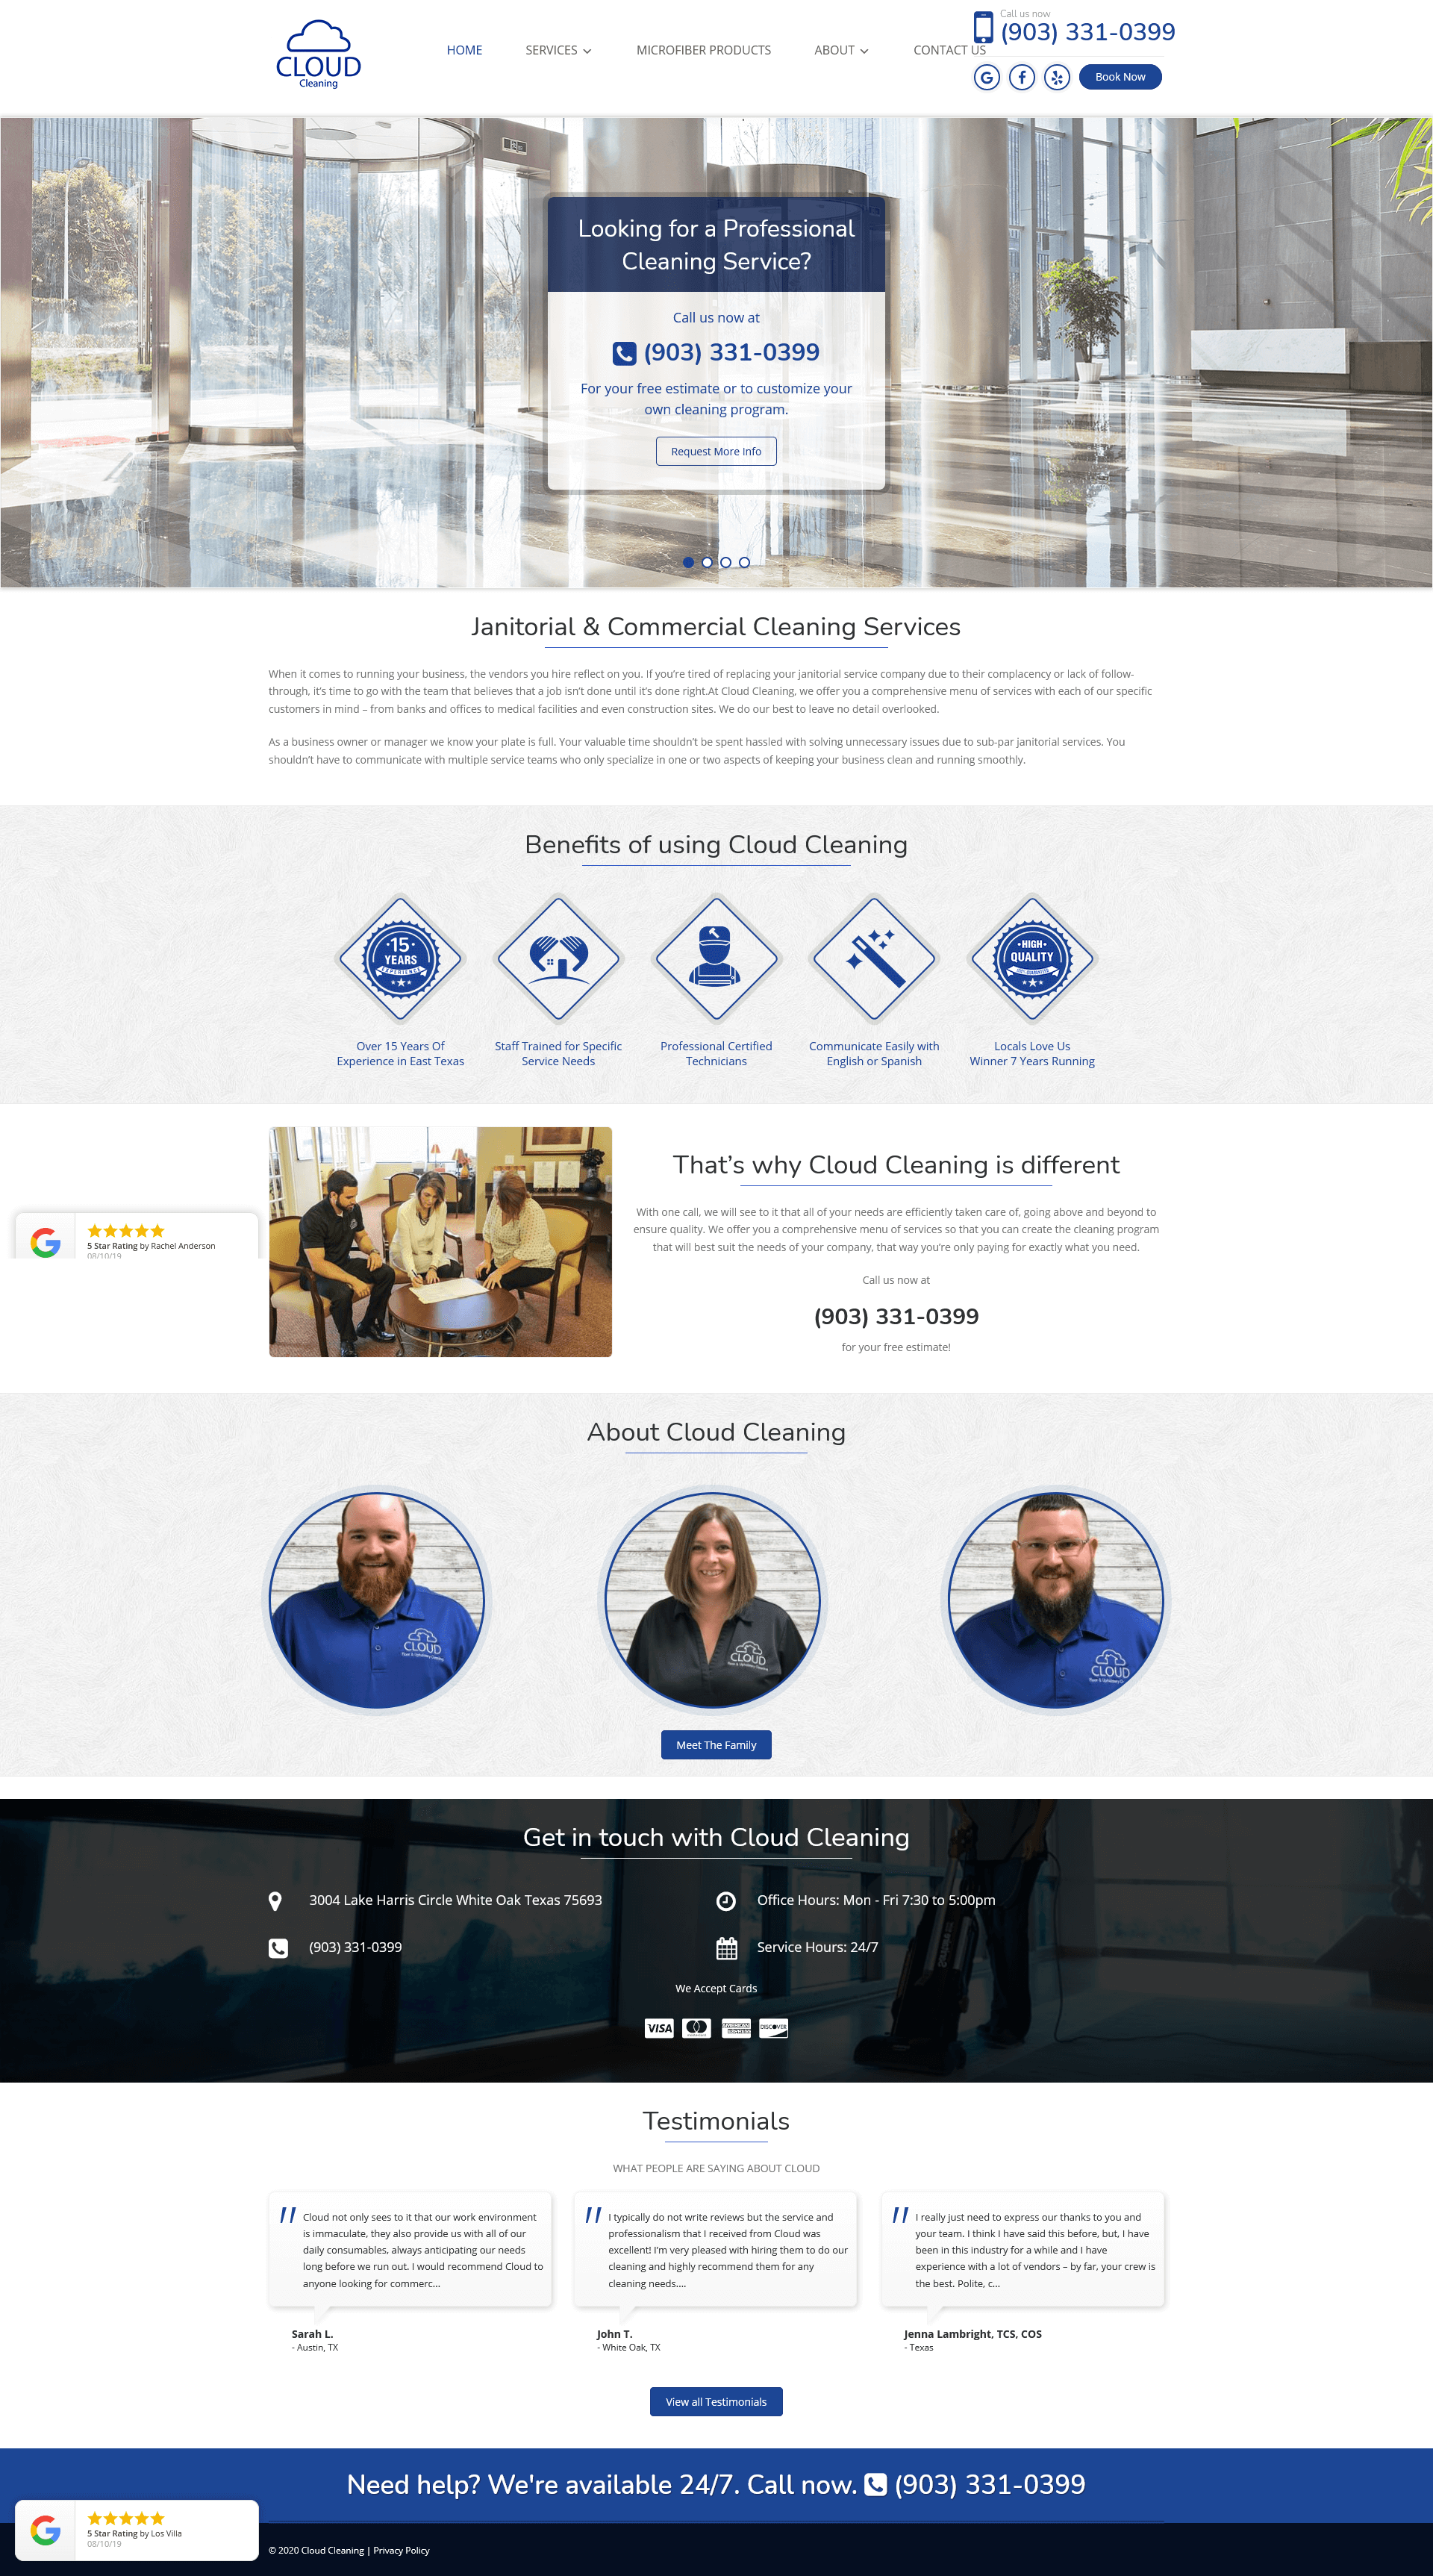 CLOUD
Cleaning
HOME
SERVICES
MICROFIBER PRODUCTS
ABOUT
CONTACT US
Call us now
(903) 331-0399
Book Now
Looking for a Professional
Cleaning Service?
Call us now at
(903) 331-0399
For your free estimate or to customize your
own cleaning program.
Request More Info
Janitorial & Commercial Cleaning Services
When it comes to running your business, the vendors you hire reflect on you. If you’re tired of replacing your janitorial service company due to their complacency or lack of follow-
through, it’s time to go with the team that believes that a job isn’t done until it’s done right.At Cloud Cleaning, we offer you a comprehensive menu of services with each of our specific
customers in mind – from banks and offices to medical facilities and even construction sites. We do our best to leave no detail overlooked.
As a business owner or manager we know your plate is full. Your valuable time shouldn’t be spent hassled with solving unnecessary issues due to sub-par janitorial services. You
shouldn’t have to communicate with multiple service teams who only specialize in one or two aspects of keeping your business clean and running smoothly.
Benefits of using Cloud Cleaning
15
YEARS
EXPERIENCE
HIGH
QUALITY
Over 15 Years Of
Experience in East Texas
Staff Trained for Specific
Service Needs
Professional Certified
Technicians
Communicate Easily with
English or Spanish
Locals Love Us
Winner 7 Years Running
5 Star Rating by Rachel Anderson
08/10/19
That’s why Cloud Cleaning is different
With one call, we will see to it that all of your needs are efficiently taken care of, going above and beyond to
ensure quality. We offer you a comprehensive menu of services so that you can create the cleaning program
that will best suit the needs of your company, that way you’re only paying for exactly what you need.
Call us now at
(903) 331-0399
for your free estimate!
About Cloud Cleaning
CLOUD
CLOUD
CLOUD
Meet The Family
Get in touch with Cloud Cleaning
3004 Lake Harris Circle White Oak Texas 75693
Office Hours: Mon - Fri 7:30 to 5:00pm
(903) 331-0399
Service Hours: 24/7
We Accept Cards
VISA
AMERICAN EXPRESS
DISCOVER
Testimonials
WHAT PEOPLE ARE SAYING ABOUT CLOUD
Cloud not only sees to it that our work environment
is immaculate, they also provide us with all of our
daily consumables, always anticipating our needs
long before we run out. I would recommend Cloud to
anyone looking for commerc...
Sarah L.
- Austin, TX
I typically do not write reviews but the service and
professionalism that I received from Cloud was
excellent! I’m very pleased with hiring them to do our
cleaning and highly recommend them for any
cleaning needs....
John T.
- White Oak, TX
I really just need to express our thanks to you and
your team. I think I have said this before, but, I have
been in this industry for a while and I have
experience with a lot of vendors – by far, your crew is
the best. Polite, c...
Jenna Lambright, TCS, COS
- Texas
View all Testimonials
Need help? We're available 24/7. Call now. (903) 331-0399
5 Star Rating by Los Villa
08/10/19
© 2020 Cloud Cleaning | Privacy Policy